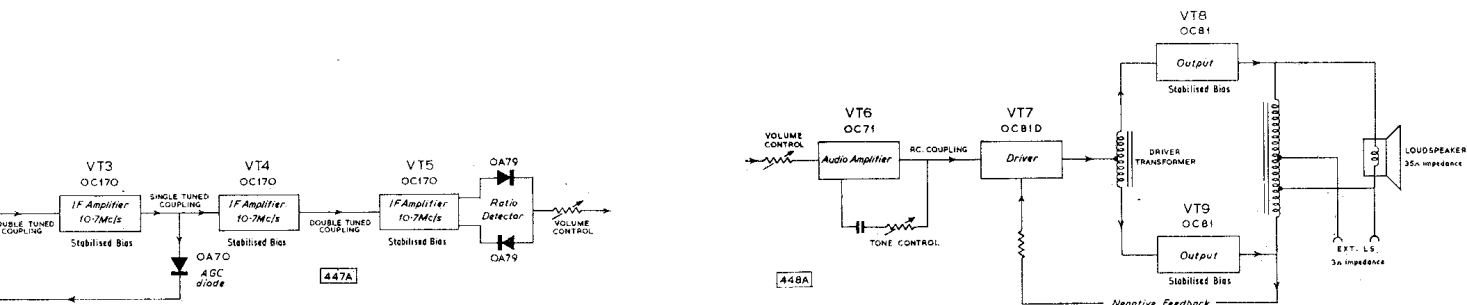 VT3
OC170
IF Amplifier
10·7Mc/s
Stabilised Bias
DOUBLE TUNED
COUPLING
SINGLE TUNED
COUPLING
OA70
AGC
diode
VT4
OC170
IF Amplifier
10·7Mc/s
Stabilised Bias
DOUBLE TUNED
COUPLING
VT5
OC170
IF Amplifier
10·7Mc/s
Stabilised Bias
OA79
Ratio
Detector
OA79
VOLUME
CONTROL
447A
VOLUME
CONTROL
VT6
OC71
Audio Amplifier
R.C. COUPLING
TONE CONTROL
VT7
OC81D
Driver
DRIVER
TRANSFORMER
VT8
OC81
Output
Stabilised Bias
VT9
OC81
Output
Stabilised Bias
LOUDSPEAKER
35Ω impedance
EXT. LS
3Ω impedance
448A
Negative Feedback